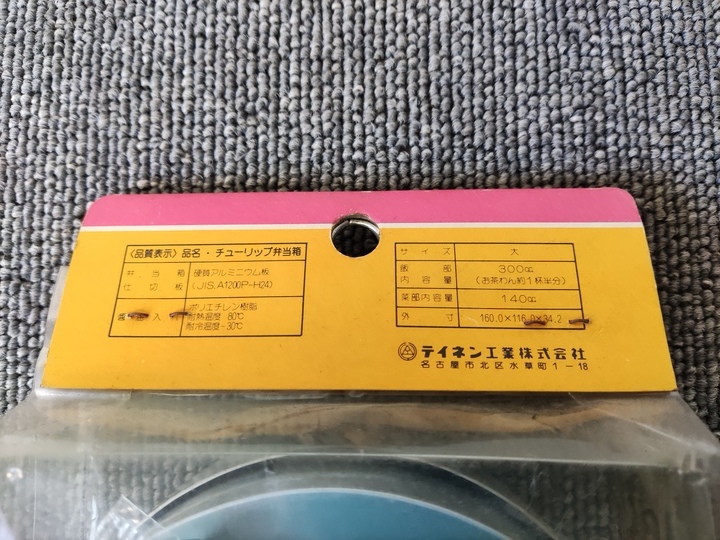 〈品質表示〉品名・チューリップ弁当箱
弁当箱 硬質アルミニウム板
仕切板 (JIS.A1200P-H24)
入 ポリエチレン樹脂
耐熱温度 80℃
耐冷温度-30℃
サイズ 大
飯部 300cc
内容量 (お茶わん約1杯半分)
菜部内容量 140cc
外寸 160.0×116.0×34.2
テイネン工業株式会社
名古屋市北区水草町1-18